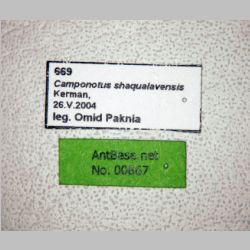 669
Camponotus shaqualavensis
Kerman,
26.V.2004
leg. Omid Paknia
AntBase.net
No. 00667